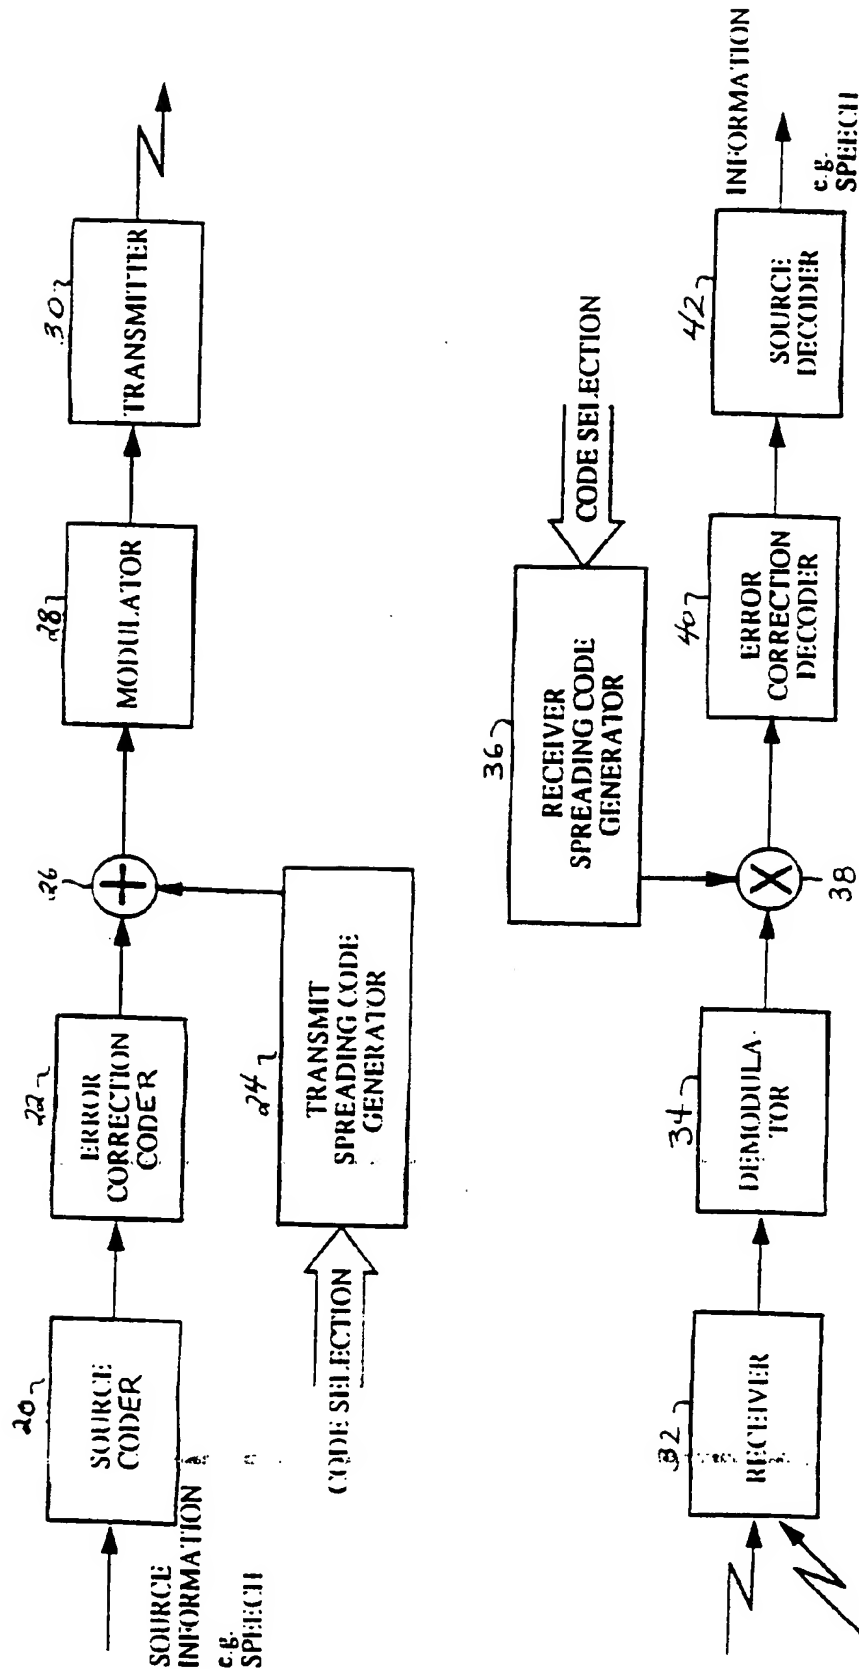 SOURCE
INFORMATION
e.g.
SPEECH
20
SOURCE
CODER
22
ERROR
CORRECTION
CODER
CODE SELECTION
24
TRANSMIT
SPREADING CODE
GENERATOR
26
+
28
MODULATOR
30
TRANSMITTER
32
RECEIVER
34
DEMODULA-
TOR
38
X
36
RECEIVER
SPREADING CODE
GENERATOR
CODE SELECTION
40
ERROR
CORRECTION
DECODER
42
SOURCE
DECODER
INFORMATION
e.g.
SPEECH